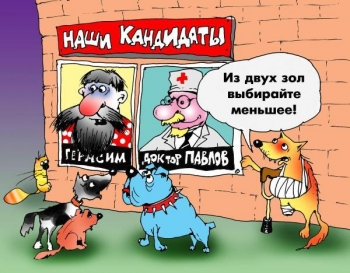 НАШИ КАНДИДАТЫ
Из двух зол
выбирайте
меньшее!
ГЕРАСИМ
ДОКТОР ПАВЛОВ